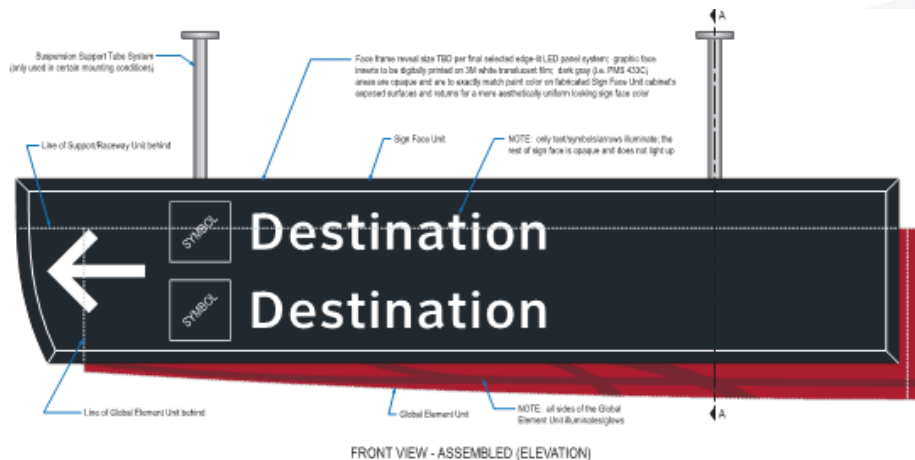 A
Suspension Support Tube System
(only used in certain mounting conditions)
Face frame reveal size TBD per final selected edge-lit LED panel system; graphic face
inserts to be digitally printed on 3M white translucent film; dark gray (i.e. PMS 433C)
areas are opaque and are to exactly match paint color on fabricated Sign Face Unit cabinet's
exposed surfaces and returns for a more aesthetically uniform looking sign face color
Line of Support/Raceway Unit behind
Sign Face Unit
NOTE: only text/symbols/arrows illuminate; the
rest of sign face is opaque and does not light up
SYMBOL
Destination
SYMBOL
Destination
Line of Global Element Unit behind
Global Element Unit
NOTE: all sides of the Global
Element Unit illuminates/glows
A
FRONT VIEW - ASSEMBLED (ELEVATION)